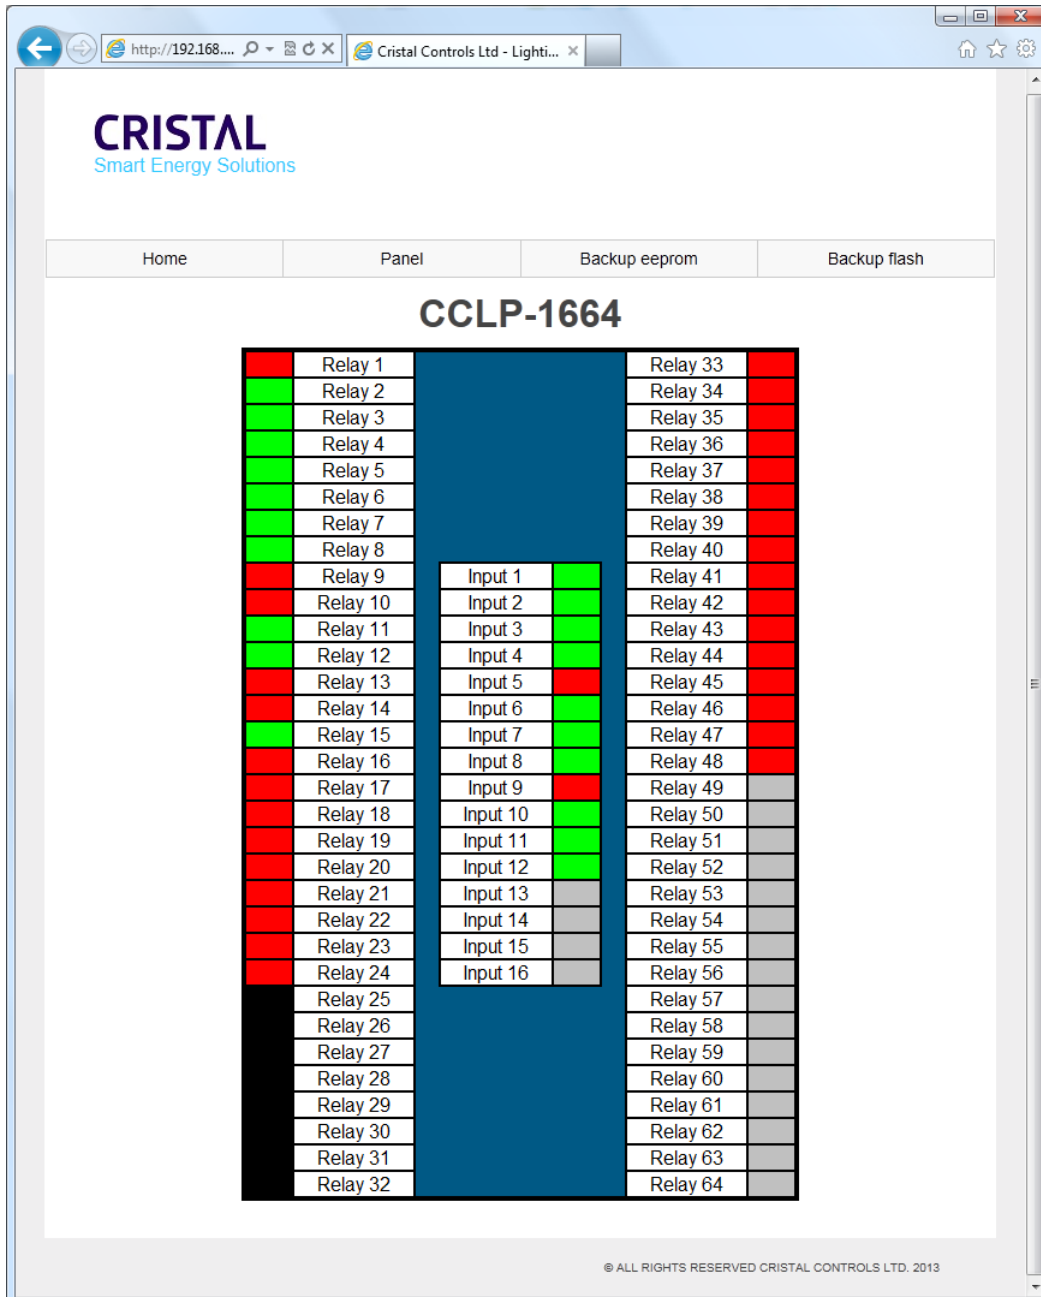 http://192.168.... Cristal Controls Ltd - Lighti...
CRISTAL
Smart Energy Solutions
Home Panel Backup eeprom Backup flash
CCLP-1664
Relay 1 Relay 33
Relay 2 Relay 34
Relay 3 Relay 35
Relay 4 Relay 36
Relay 5 Relay 37
Relay 6 Relay 38
Relay 7 Relay 39
Relay 8 Relay 40
Relay 9 Input 1 Relay 41
Relay 10 Input 2 Relay 42
Relay 11 Input 3 Relay 43
Relay 12 Input 4 Relay 44
Relay 13 Input 5 Relay 45
Relay 14 Input 6 Relay 46
Relay 15 Input 7 Relay 47
Relay 16 Input 8 Relay 48
Relay 17 Input 9 Relay 49
Relay 18 Input 10 Relay 50
Relay 19 Input 11 Relay 51
Relay 20 Input 12 Relay 52
Relay 21 Input 13 Relay 53
Relay 22 Input 14 Relay 54
Relay 23 Input 15 Relay 55
Relay 24 Input 16 Relay 56
Relay 25 Relay 57
Relay 26 Relay 58
Relay 27 Relay 59
Relay 28 Relay 60
Relay 29 Relay 61
Relay 30 Relay 62
Relay 31 Relay 63
Relay 32 Relay 64
© ALL RIGHTS RESERVED CRISTAL CONTROLS LTD. 2013